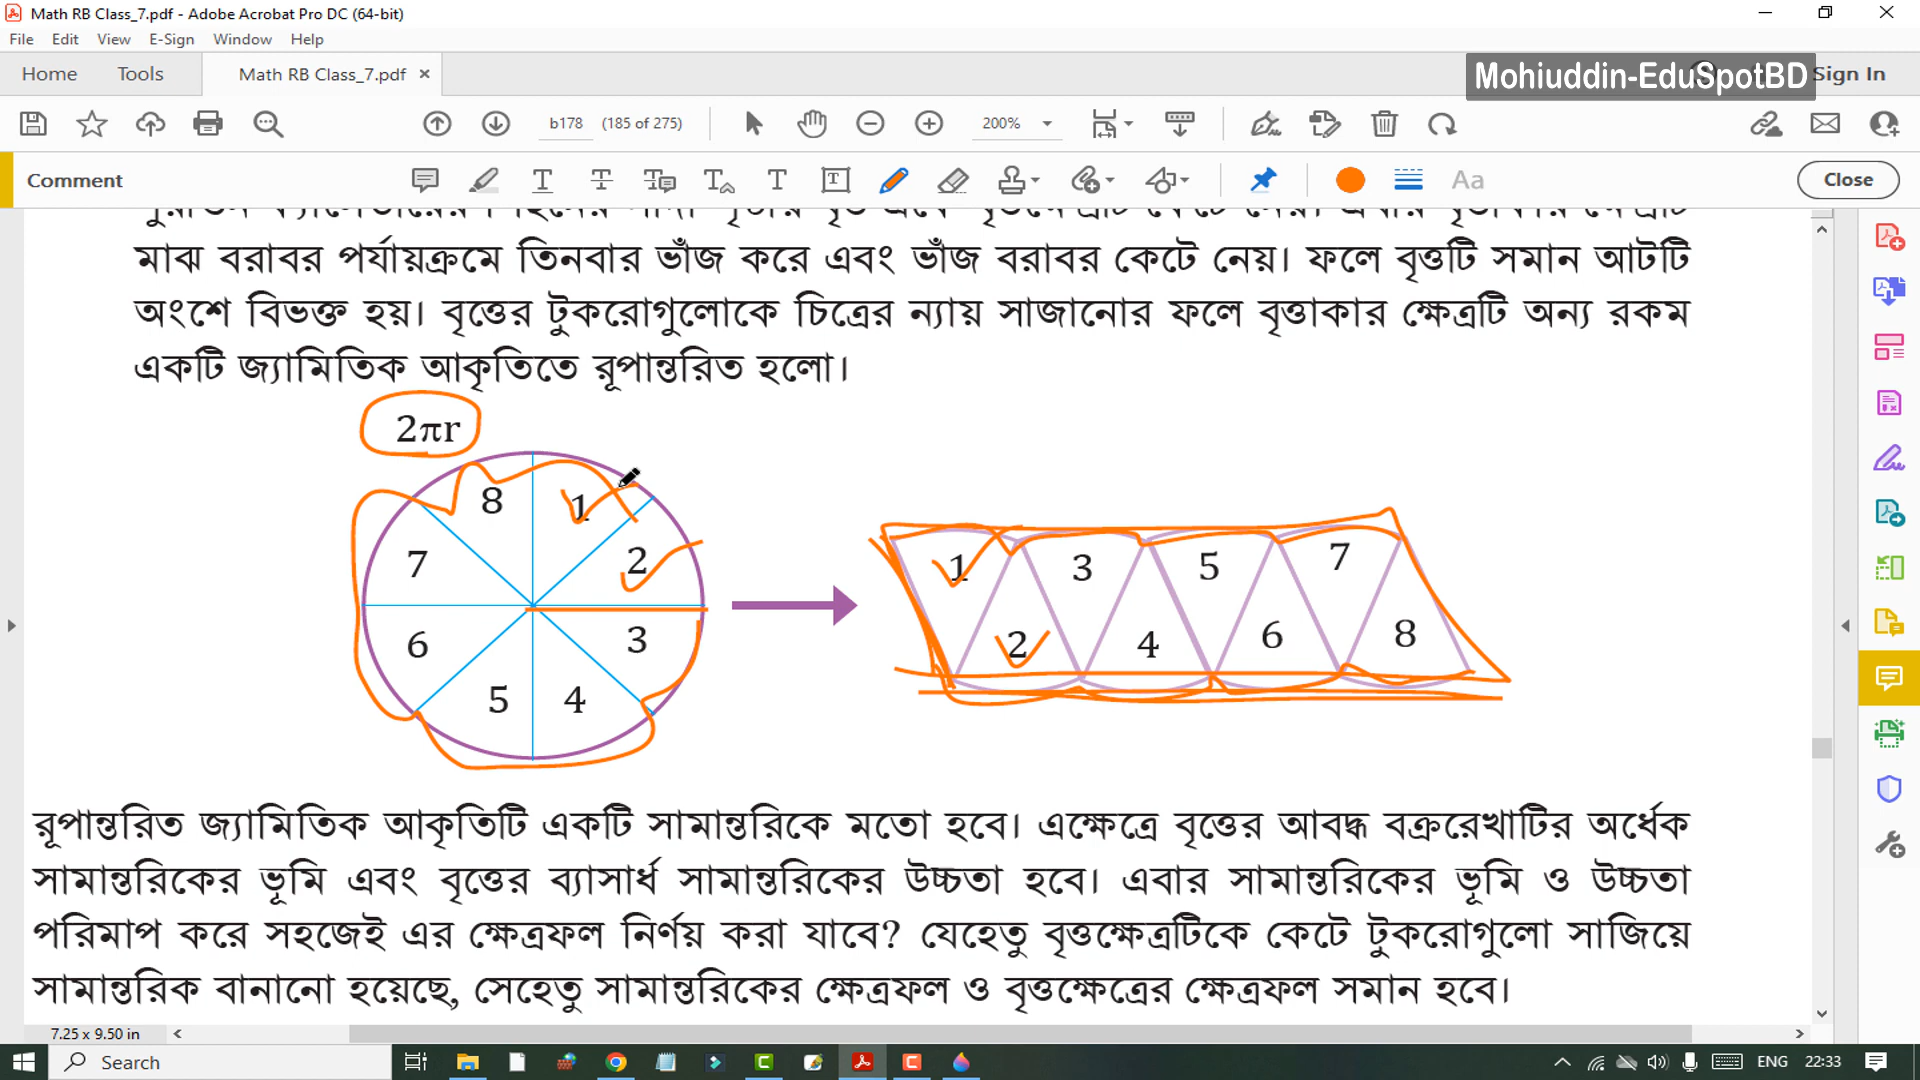 Math RB Class_7.pdf - Adobe Acrobat Pro DC (64-bit)
File Edit View E-Sign Window Help
Home Tools Math RB Class_7.pdf × Sign In
Mohiuddin-EduSpotBD
b178 (185 of 275) 200%
Comment Aa Close
মাঝ বরাবর পর্যায়ক্রমে তিনবার ভাঁজ করে এবং ভাঁজ বরাবর কেটে নেয়। ফলে বৃত্তটি সমান আটটি
অংশে বিভক্ত হয়। বৃত্তের টুকরোগুলোকে চিত্রের ন্যায় সাজানোর ফলে বৃত্তাকার ক্ষেত্রটি অন্য রকম
একটি জ্যামিতিক আকৃতিতে রূপান্তরিত হলো।
2πr
8 1
7 2
6 3
5 4
1 3 5 7
2 4 6 8
রূপান্তরিত জ্যামিতিক আকৃতিটি একটি সামান্তরিকে মতো হবে। এক্ষেত্রে বৃত্তের আবদ্ধ বক্ররেখাটির অর্ধেক
সামান্তরিকের ভূমি এবং বৃত্তের ব্যাসার্ধ সামান্তরিকের উচ্চতা হবে। এবার সামান্তরিকের ভূমি ও উচ্চতা
পরিমাপ করে সহজেই এর ক্ষেত্রফল নির্ণয় করা যাবে? যেহেতু বৃত্তক্ষেত্রটিকে কেটে টুকরোগুলো সাজিয়ে
সামান্তরিক বানানো হয়েছে, সেহেতু সামান্তরিকের ক্ষেত্রফল ও বৃত্তক্ষেত্রের ক্ষেত্রফল সমান হবে।
7.25 x 9.50 in
Search ENG 22:33